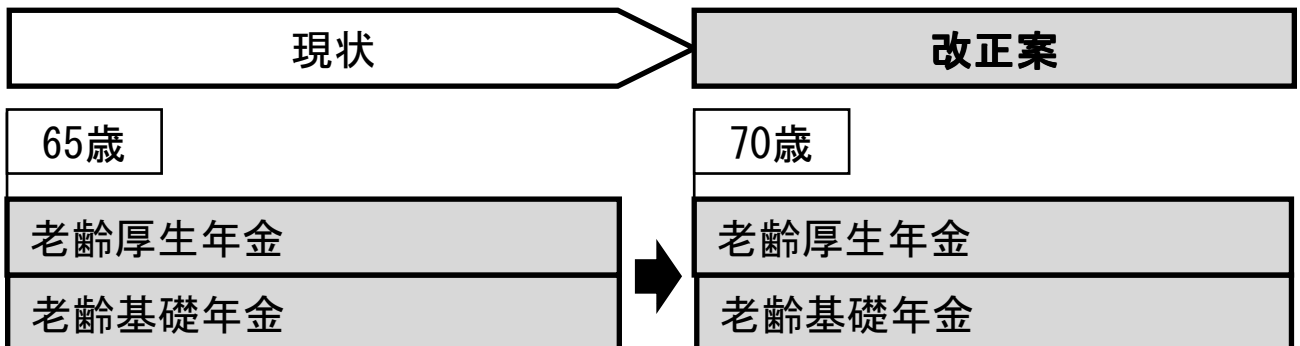 現状
改正案
65歳
70歳
老齢厚生年金
老齢厚生年金
老齢基礎年金
老齢基礎年金